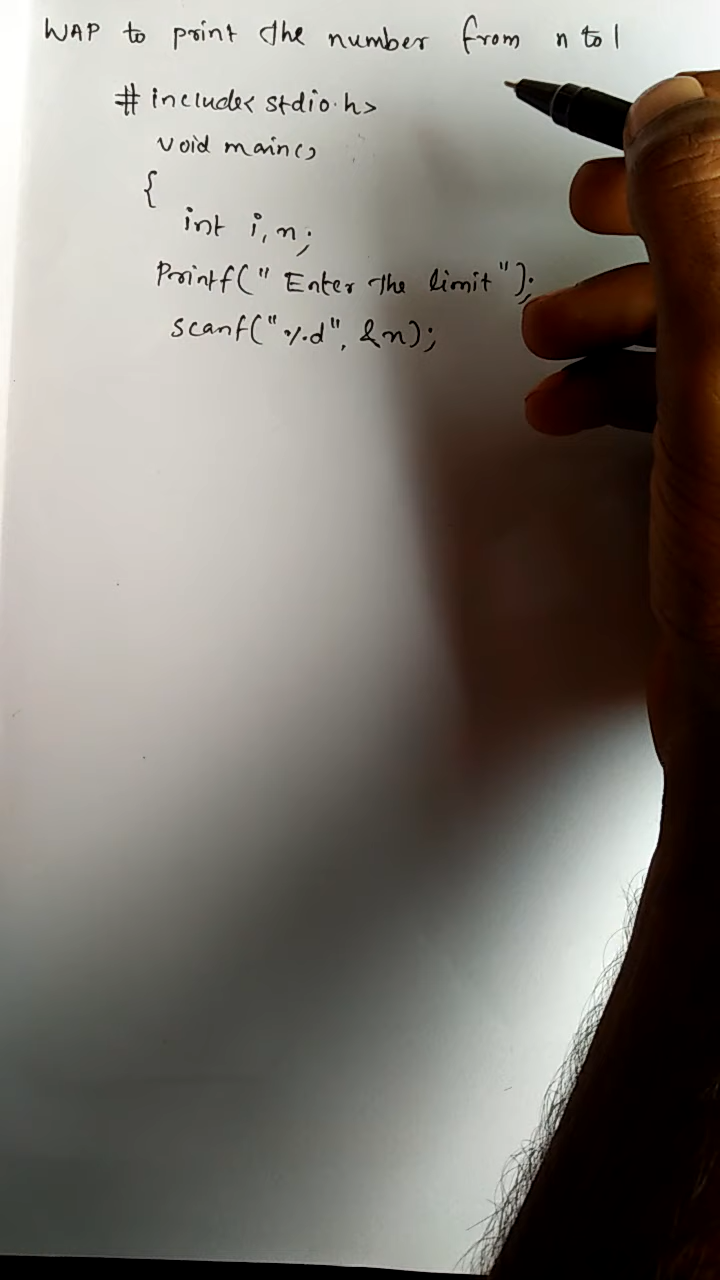 WAP to print the number from n to 1
# include< stdio.h>
void main()
{
int i, n;
Printf(" Enter the limit");
scanf("%d", &n);